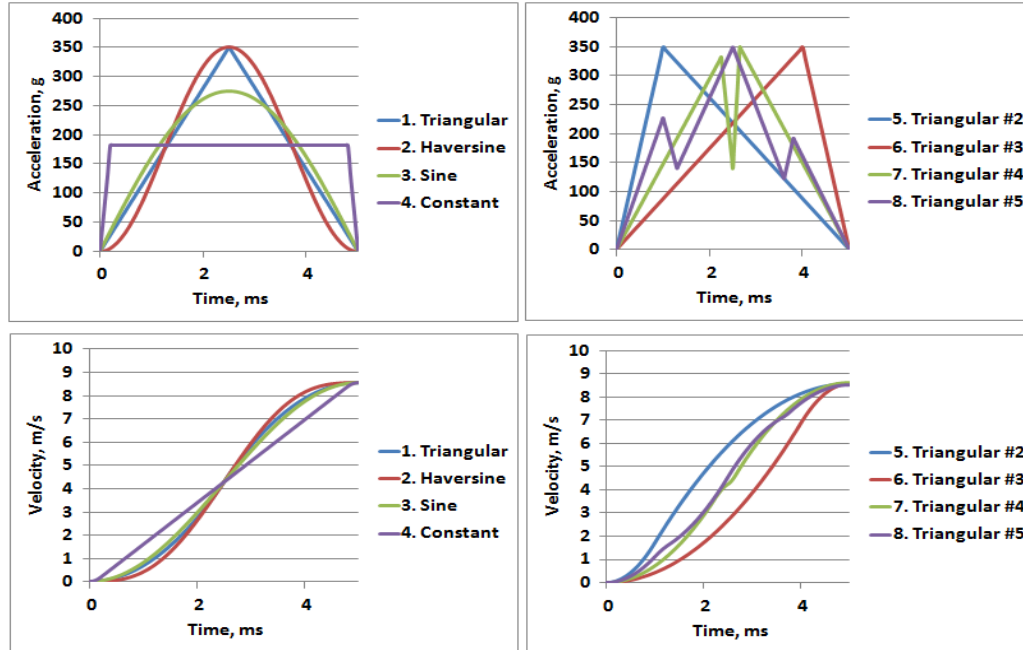 400
350
300
250
200
150
100
50
0
Acceleration, g
0 2 4
Time, ms
1. Triangular
2. Haversine
3. Sine
4. Constant
400
350
300
250
200
150
100
50
0
Acceleration, g
0 2 4
Time, ms
5. Triangular #2
6. Triangular #3
7. Triangular #4
8. Triangular #5
10
9
8
7
6
5
4
3
2
1
0
Velocity, m/s
0 2 4
Time, ms
1. Triangular
2. Haversine
3. Sine
4. Constant
10
9
8
7
6
5
4
3
2
1
0
Velocity, m/s
0 2 4
Time, ms
5. Triangular #2
6. Triangular #3
7. Triangular #4
8. Triangular #5